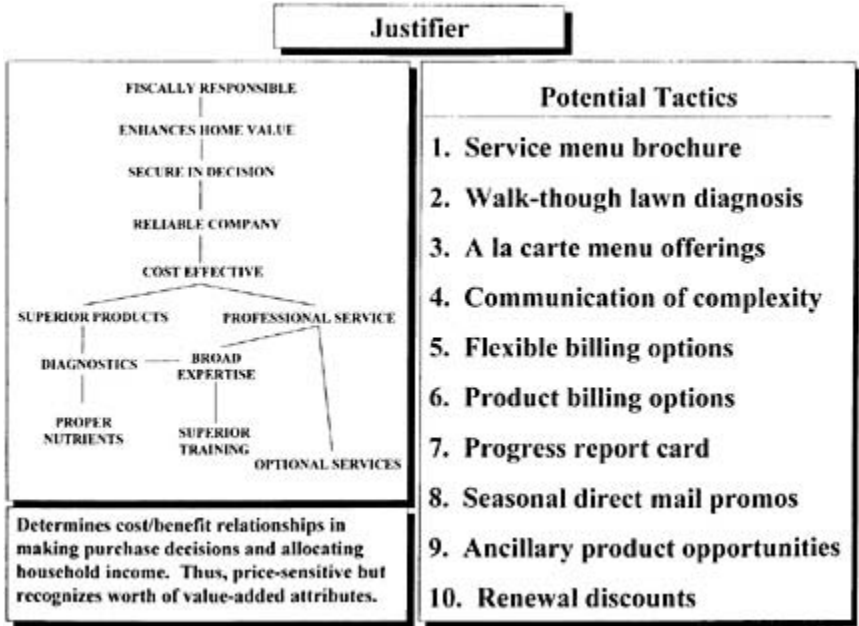 Justifier
FISCALLY RESPONSIBLE
ENHANCES HOME VALUE
SECURE IN DECISION
RELIABLE COMPANY
COST EFFECTIVE
SUPERIOR PRODUCTS
PROFESSIONAL SERVICE
DIAGNOSTICS
BROAD
EXPERTISE
PROPER
NUTRIENTS
SUPERIOR
TRAINING
OPTIONAL SERVICES
Determines cost/benefit relationships in
making purchase decisions and allocating
household income. Thus, price-sensitive but
recognizes worth of value-added attributes.
Potential Tactics
1. Service menu brochure
2. Walk-though lawn diagnosis
3. A la carte menu offerings
4. Communication of complexity
5. Flexible billing options
6. Product billing options
7. Progress report card
8. Seasonal direct mail promos
9. Ancillary product opportunities
10. Renewal discounts